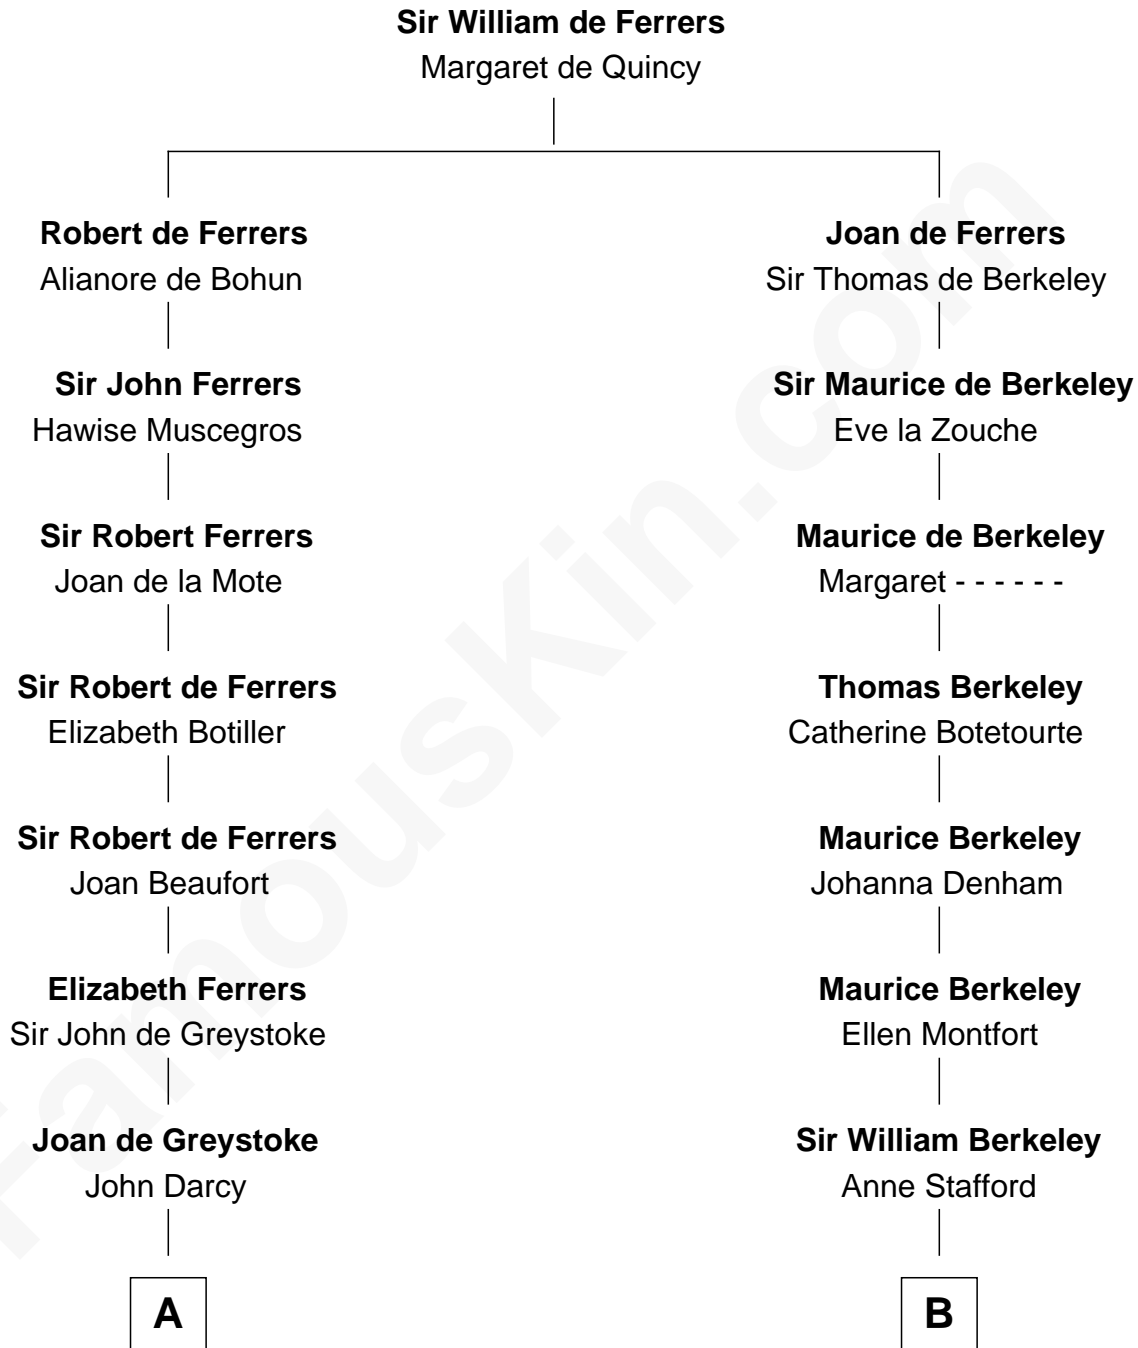 Sir William de Ferrers
Margaret de Quincy
Robert de Ferrers
Alianore de Bohun
Sir John Ferrers
Hawise Muscegros
Sir Robert Ferrers
Joan de la Mote
Sir Robert de Ferrers
Elizabeth Botiller
Sir Robert de Ferrers
Joan Beaufort
Elizabeth Ferrers
Sir John de Greystoke
Joan de Greystoke
John Darcy
A
Joan de Ferrers
Sir Thomas de Berkeley
Sir Maurice de Berkeley
Eve la Zouche
Maurice de Berkeley
Margaret - - - - - -
Thomas Berkeley
Catherine Botetourte
Maurice Berkeley
Johanna Denham
Maurice Berkeley
Ellen Montfort
Sir William Berkeley
Anne Stafford
B
FamousKin.com